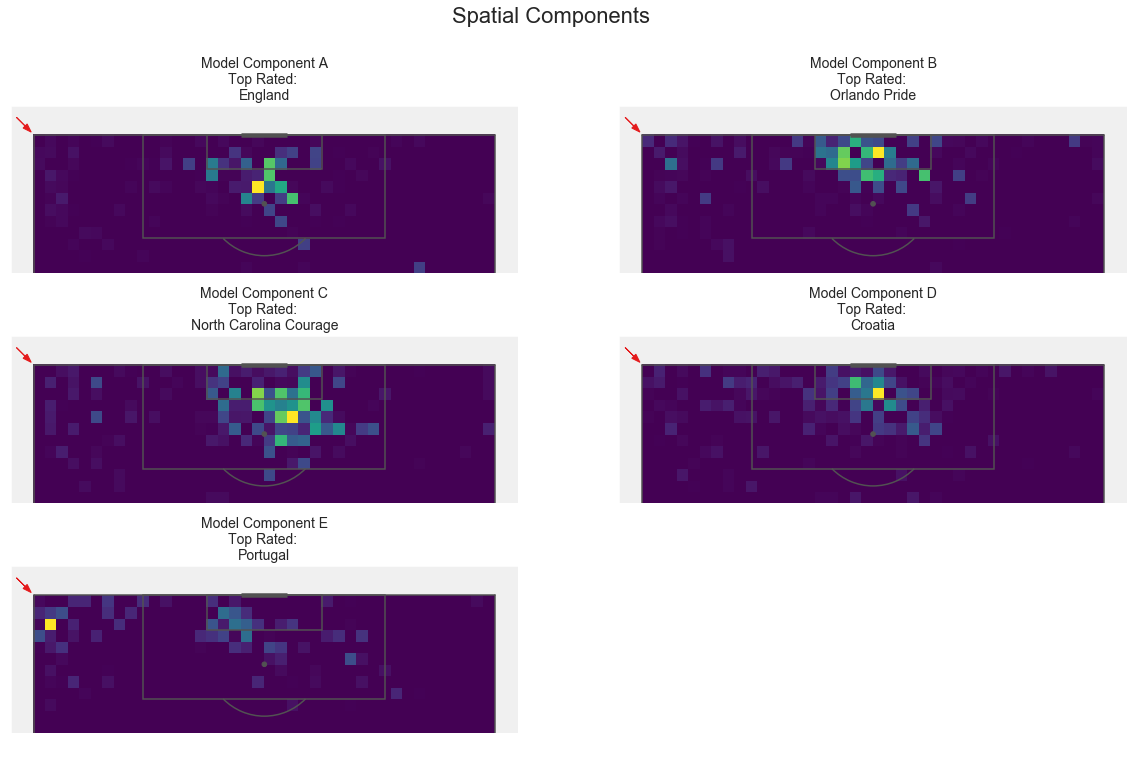 Spatial Components
Model Component A
Top Rated:
England
Model Component B
Top Rated:
Orlando Pride
Model Component C
Top Rated:
North Carolina Courage
Model Component D
Top Rated:
Croatia
Model Component E
Top Rated:
Portugal